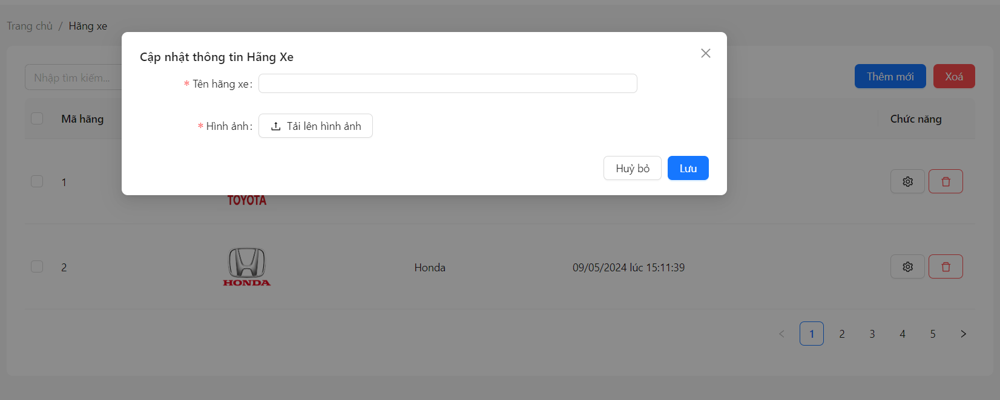 Trang chủ / Hãng xe
Cập nhật thông tin Hãng Xe
* Tên hãng xe:
* Hình ảnh: Tải lên hình ảnh
Huỷ bỏ Lưu
Nhập tìm kiếm...
Thêm mới Xoá
Mã hãng Chức năng
1
TOYOTA
2
HONDA
Honda 09/05/2024 lúc 15:11:39
< 1 2 3 4 5 >